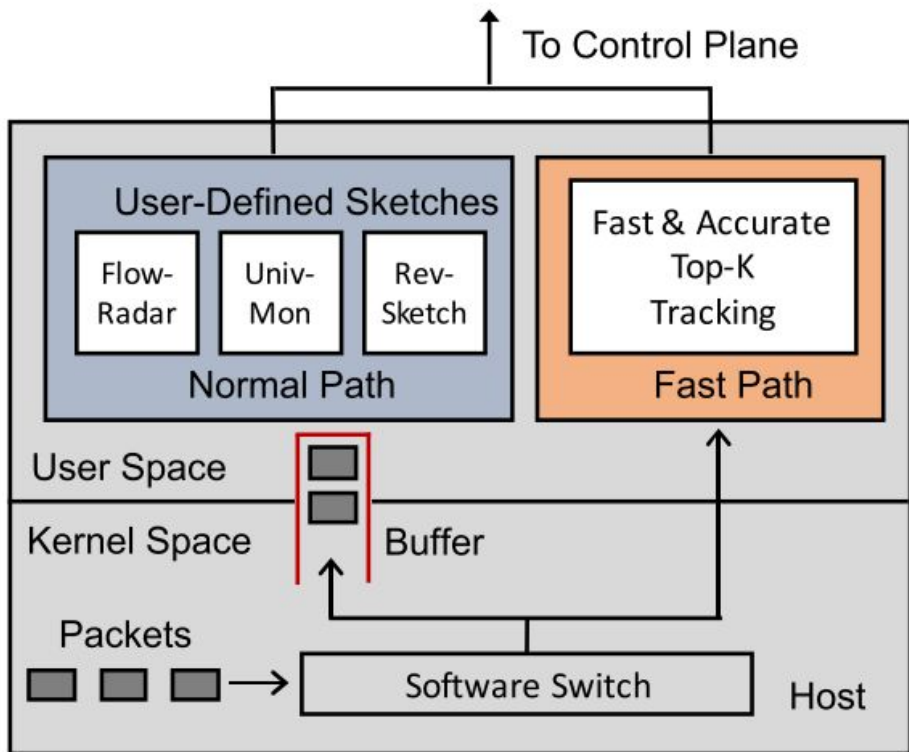 To Control Plane
User-Defined Sketches
Flow-
Radar
Univ-
Mon
Rev-
Sketch
Normal Path
Fast & Accurate
Top-K
Tracking
Fast Path
User Space
Kernel Space
Buffer
Packets
Software Switch
Host